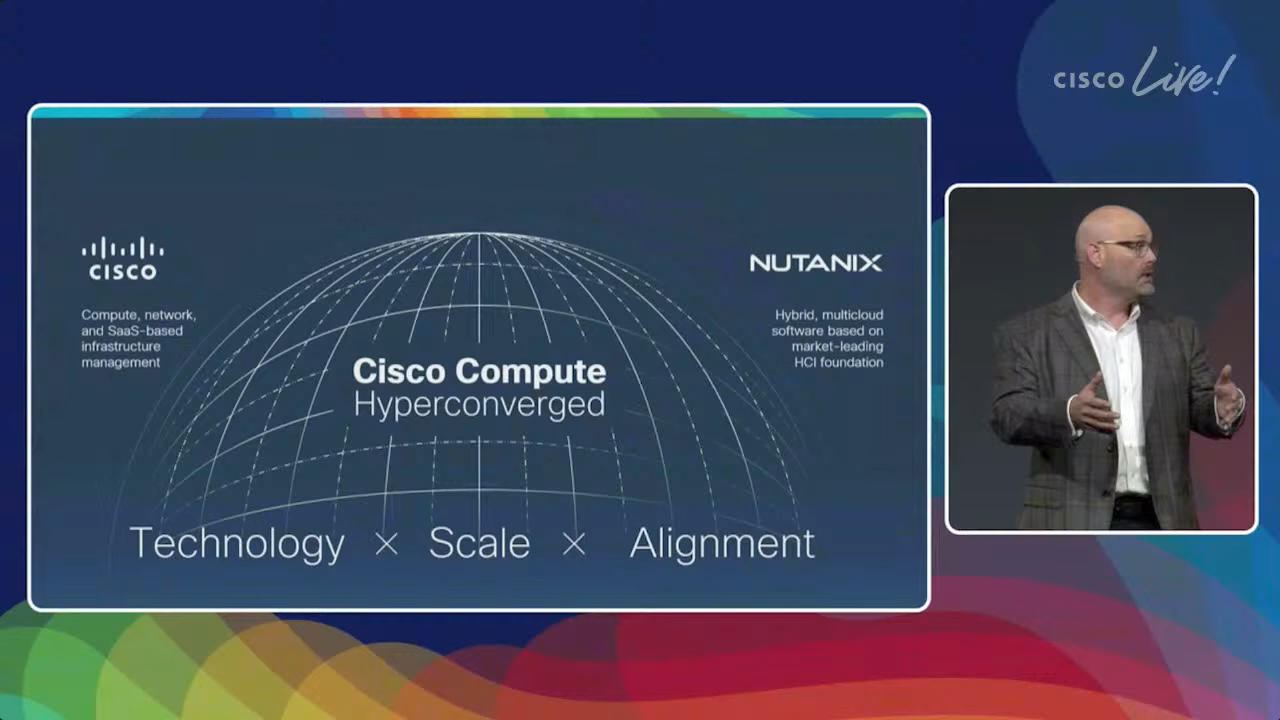 CISCO Live!
CISCO
Compute, network,
and SaaS-based
infrastructure
management
NUTANIX
Hybrid, multicloud
software based on
market-leading
HCI foundation
Cisco Compute
Hyperconverged
Technology × Scale × Alignment